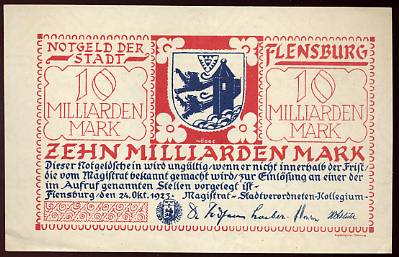 NOTGELD DER STADT
FLENSBURG
10 MILLIARDEN MARK
10 MILLIARDEN MARK
ZEHN MILLIARDEN MARK
Dieser Notgeldschein wird ungültig, wenn er nicht innerhalb der Frist,
die vom Magistrat bekannt gemacht wird, zur Einlösung an einer der
im Aufruf genannten Stellen vorgelegt ist-
Flensburg, den 24. Okt. 1923- Magistrat- Stadtverordneten-Kollegium-